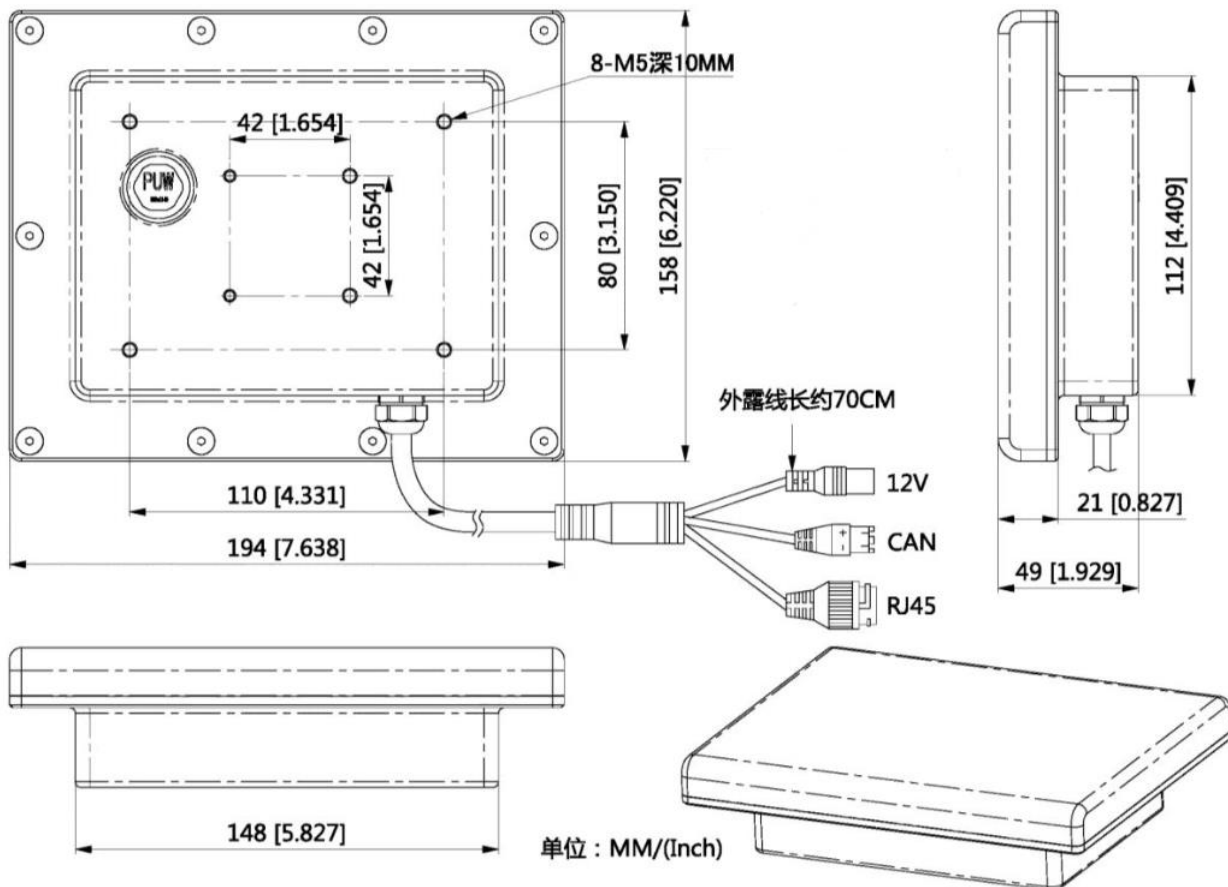 8-M5深10MM
42 [1.654]
PUW
42 [1.654]
80 [3.150]
158 [6.220]
112 [4.409]
外露线长约70CM
110 [4.331]
12V
21 [0.827]
194 [7.638]
CAN
+
-
49 [1.929]
RJ45
148 [5.827]
单位：MM/(Inch)